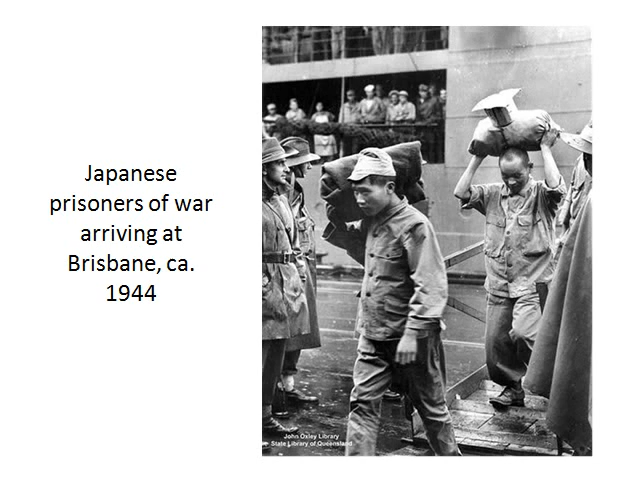 Japanese
prisoners of war
arriving at
Brisbane, ca.
1944
John Oxley Library
State Library of Queensland